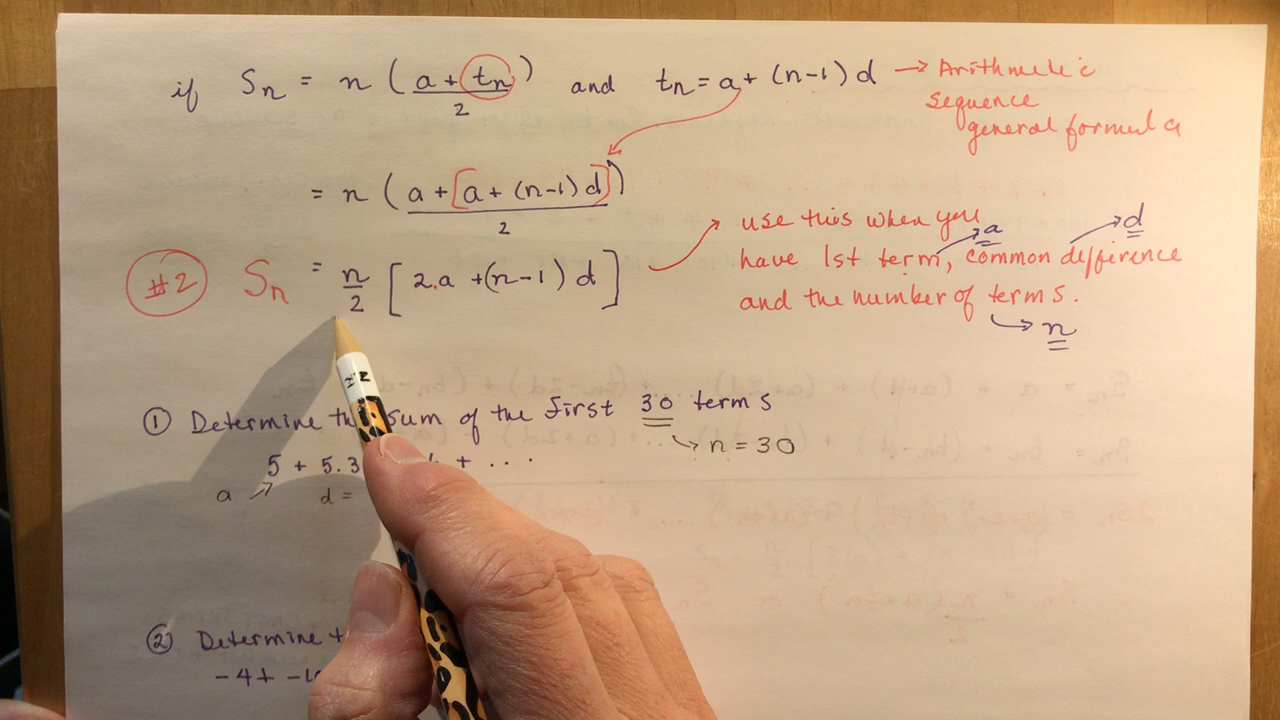 if Sn = n (a + tn)/2 and tn = a + (n-1) d → Arithmetic
sequence
general formula
= n (a + [a + (n-1) d])/2
use this when you
a d
have 1st term, common difference
#2 Sn = n/2 [2.a + (n-1) d]
and the number of terms.
n
① Determine the sum of the first 30 terms
n = 30
5 + 5.3 + ...
a d =
② Determine
-4 +